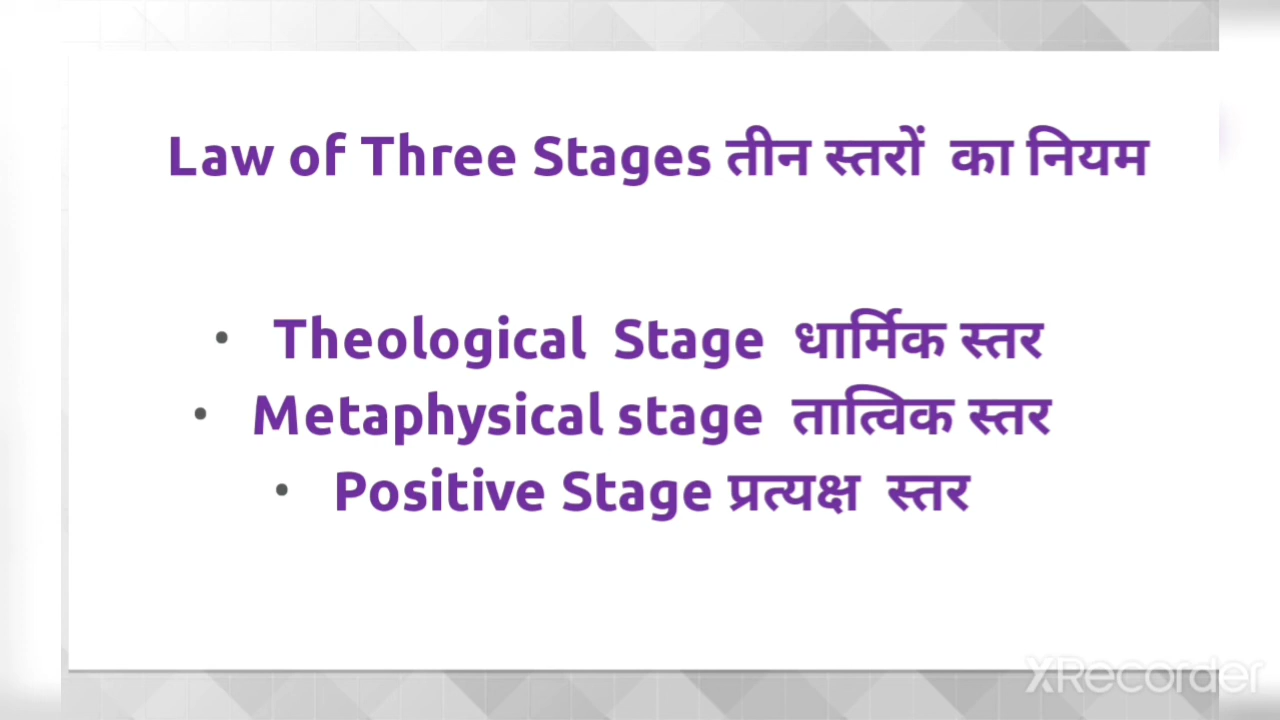 Law of Three Stages तीन स्तरों का नियम
• Theological Stage धार्मिक स्तर
• Metaphysical stage तात्विक स्तर
• Positive Stage प्रत्यक्ष स्तर
XRecorder